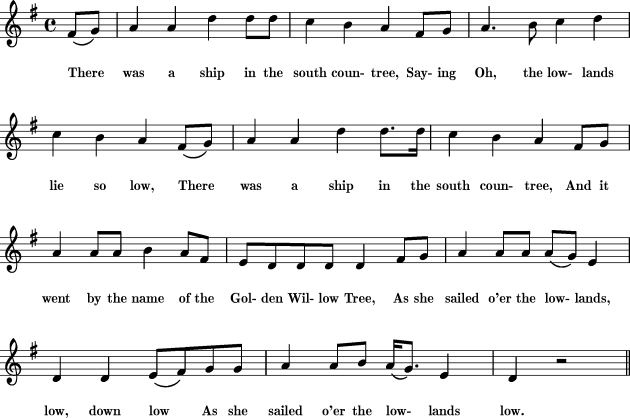 There was a ship in the south coun- tree, Say- ing Oh, the low- lands
lie so low, There was a ship in the south coun- tree, And it
went by the name of the Gol- den Wil- low Tree, As she sailed o'er the low- lands,
low, down low As she sailed o'er the low- lands low.